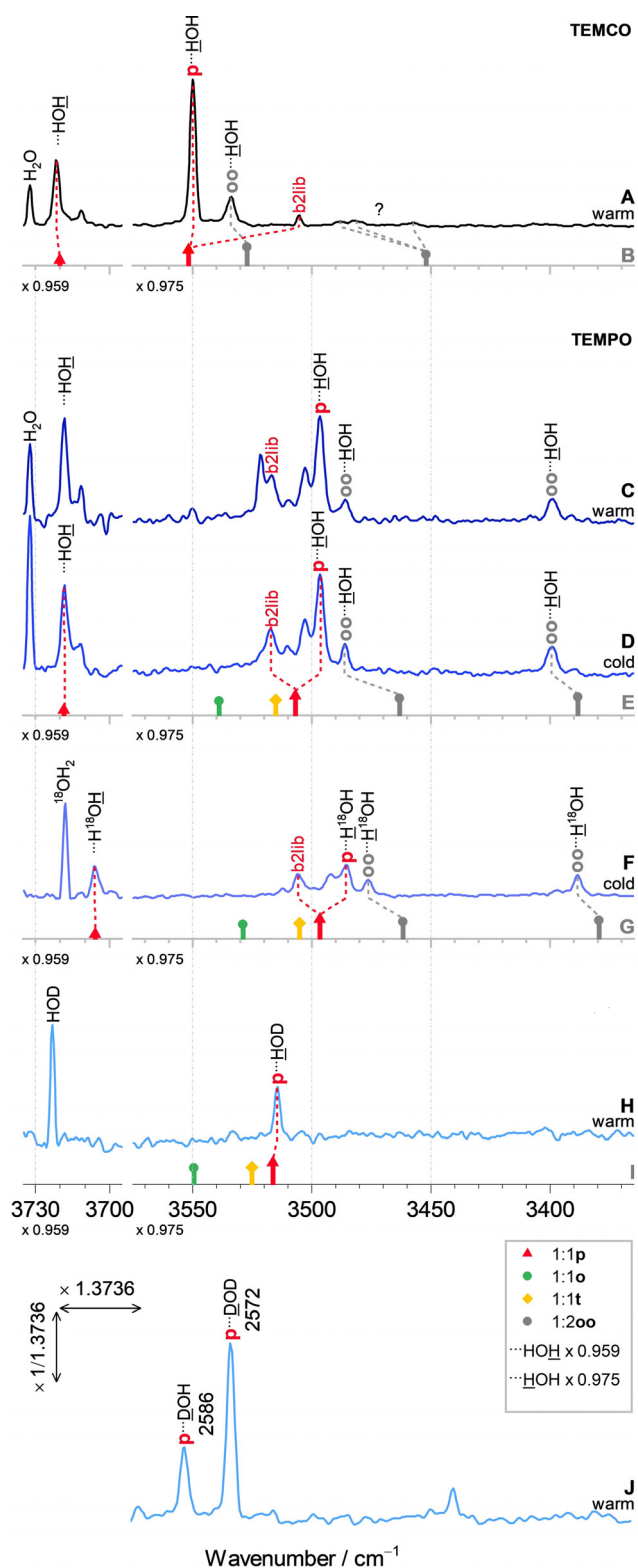 TEMCO
p···HOH
···HOH
H₂O
oo···HOH
b2lib
?
A
warm
B
x 0.959
x 0.975
TEMPO
···HOH
H₂O
p···HOH
b2lib
oo···HOH
oo···HOH
C
warm
···HOH
p···HOH
b2lib
oo···HOH
oo···HOH
D
cold
E
x 0.959
x 0.975
¹⁸OH₂
···H¹⁸OH
b2lib
p···H¹⁸OH
oo···H¹⁸OH
oo···H¹⁸OH
F
cold
G
x 0.959
x 0.975
HOD
p···HOD
H
warm
I
3730 3700 3550 3500 3450 3400
x 0.959
x 0.975
× 1.3736
× 1/1.3736
1:1p
1:1o
1:1t
1:2oo
···HOH x 0.959
···HOH x 0.975
p···DOD
2572
p···DOH
2586
J
warm
Wavenumber / cm⁻¹